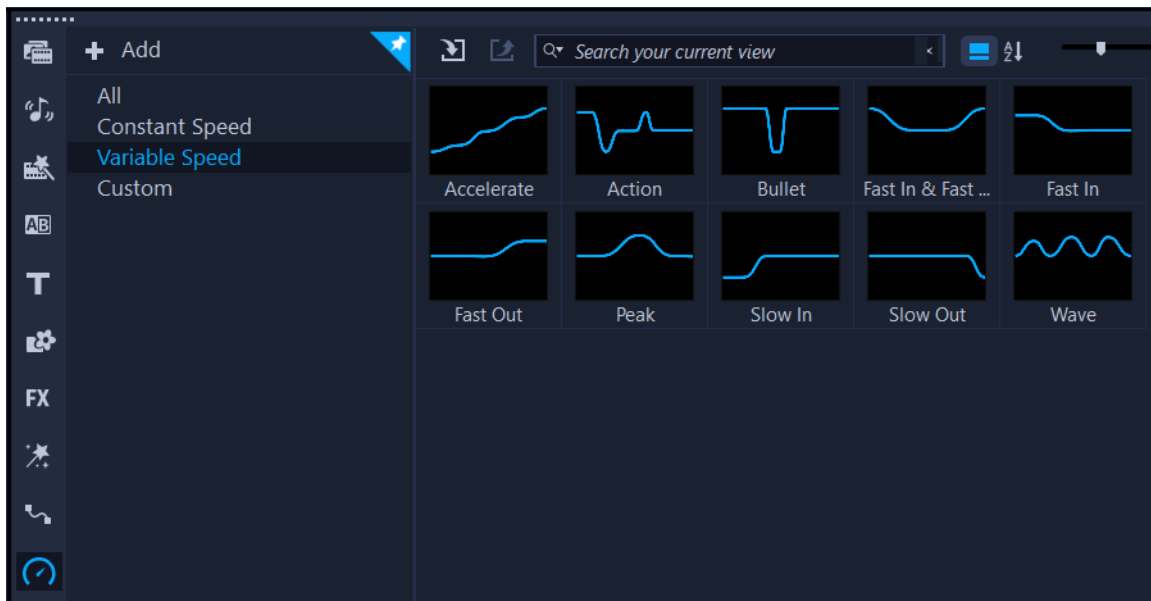 Add
Search your current view
All
Constant Speed
Variable Speed
Custom
Accelerate
Action
Bullet
Fast In & Fast ...
Fast In
Fast Out
Peak
Slow In
Slow Out
Wave
AB
T
FX
A
Z